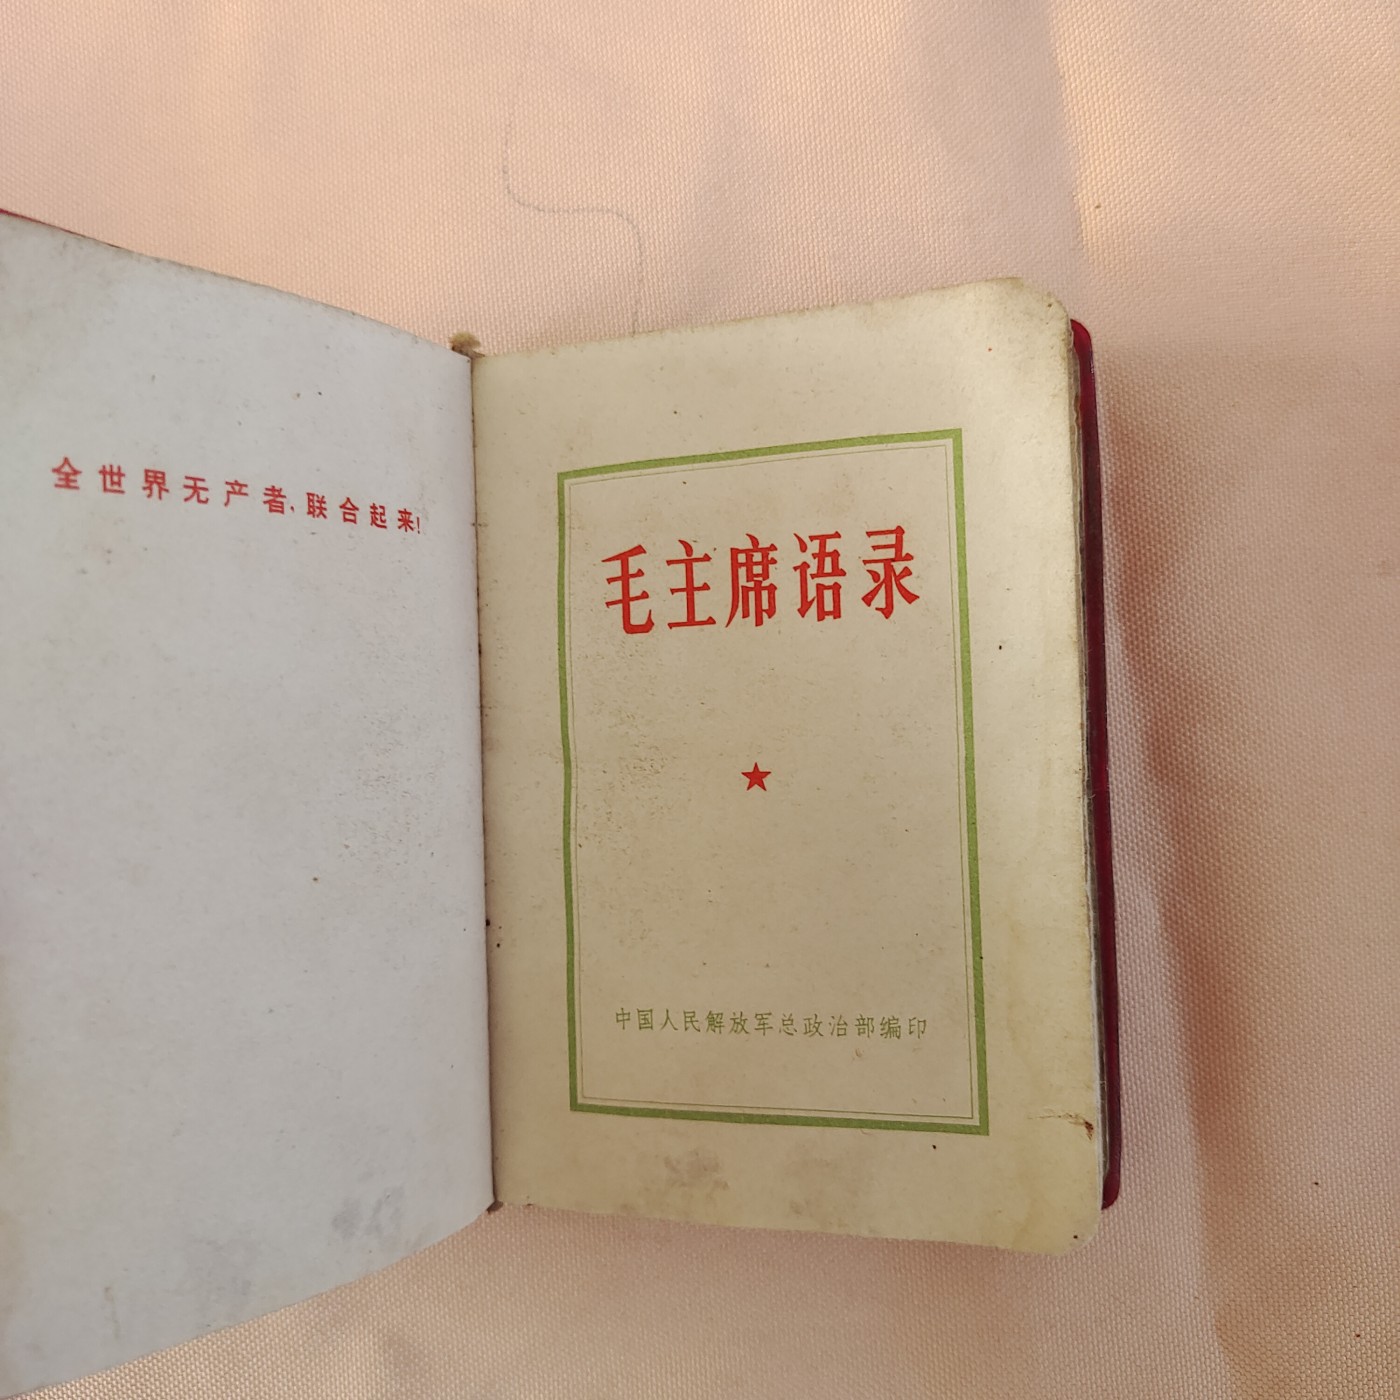 全世界无产者，联合起来！
毛主席语录
中国人民解放军总政治部编印